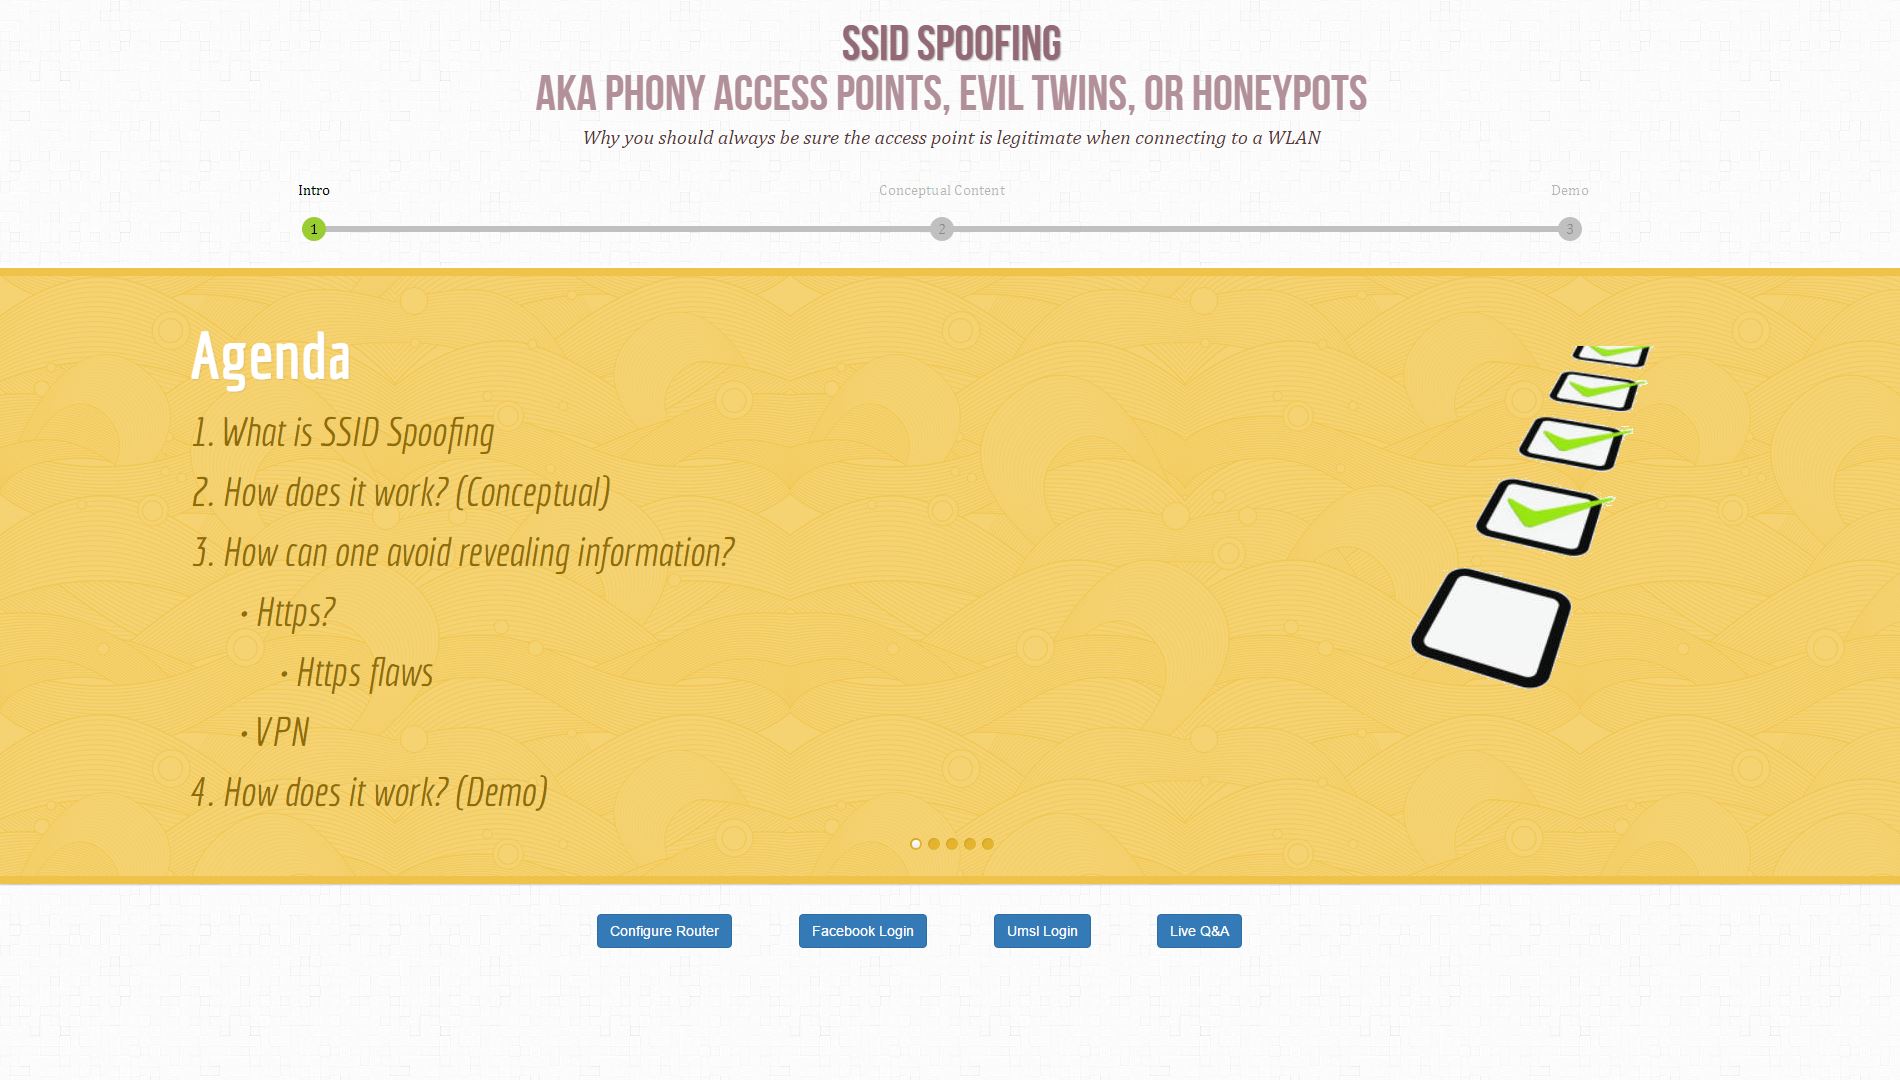 SSID SPOOFING
AKA PHONY ACCESS POINTS, EVIL TWINS, OR HONEYPOTS
Why you should always be sure the access point is legitimate when connecting to a WLAN
Intro
Conceptual Content
Demo
1
2
3
Agenda
1. What is SSID Spoofing
2. How does it work? (Conceptual)
3. How can one avoid revealing information?
• Https?
• Https flaws
• VPN
4. How does it work? (Demo)
Configure Router
Facebook Login
Umsl Login
Live Q&A